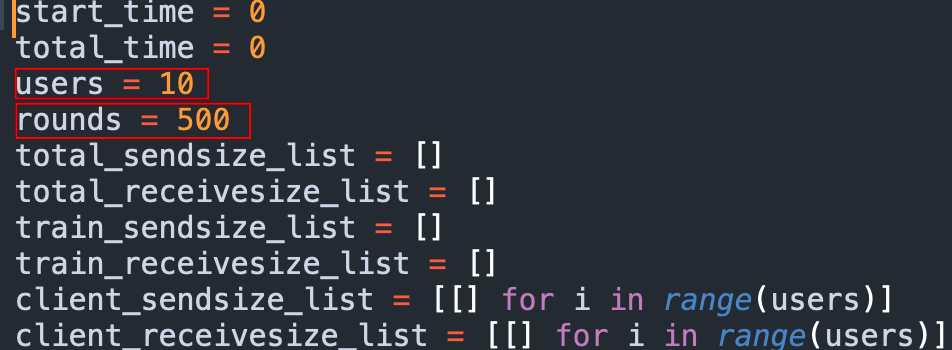 start_time = 0
total_time = 0
users = 10
rounds = 500
total_sendsize_list = []
total_receivesize_list = []
train_sendsize_list = []
train_receivesize_list = []
client_sendsize_list = [[] for i in range(users)]
client_receivesize_list = [[] for i in range(users)]